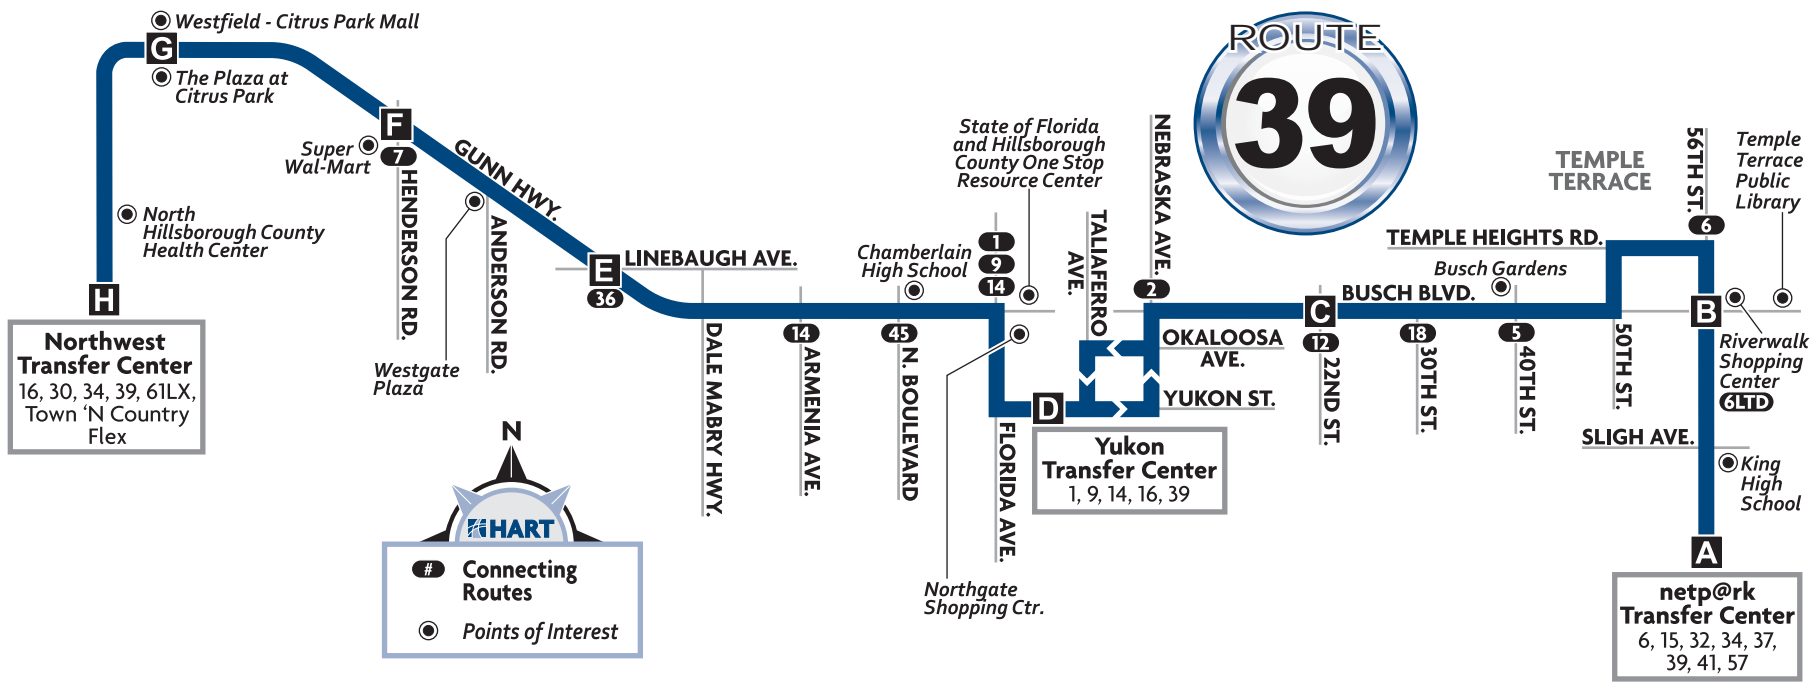 Westfield - Citrus Park Mall
G
The Plaza at
Citrus Park
F
Super
Wal-Mart
7
HENDERSON RD.
GUNN HWY.
North
Hillsborough County
Health Center
H
Northwest
Transfer Center
16, 30, 34, 39, 61LX,
Town ‘N Country
Flex
Westgate
Plaza
ANDERSON RD.
E
36
LINEBAUGH AVE.
DALE MABRY HWY.
14
ARMENIA AVE.
45
N. BOULEVARD
Chamberlain
High School
1
9
14
State of Florida
and Hillsborough
County One Stop
Resource Center
FLORIDA AVE.
Northgate
Shopping Ctr.
D
Yukon
Transfer Center
1, 9, 14, 16, 39
TALIAFERRO
AVE.
NEBRASKA AVE.
2
OKALOOSA
AVE.
YUKON ST.
ROUTE
39
C
12
22ND ST.
BUSCH BLVD.
18
30TH ST.
Busch Gardens
5
40TH ST.
50TH ST.
TEMPLE HEIGHTS RD.
TEMPLE
TERRACE
56TH ST.
6
Temple
Terrace
Public
Library
B
Riverwalk
Shopping
Center
6LTD
SLIGH AVE.
King
High
School
A
netp@rk
Transfer Center
6, 15, 32, 34, 37,
39, 41, 57
N
HART
#
Connecting
Routes
Points of Interest